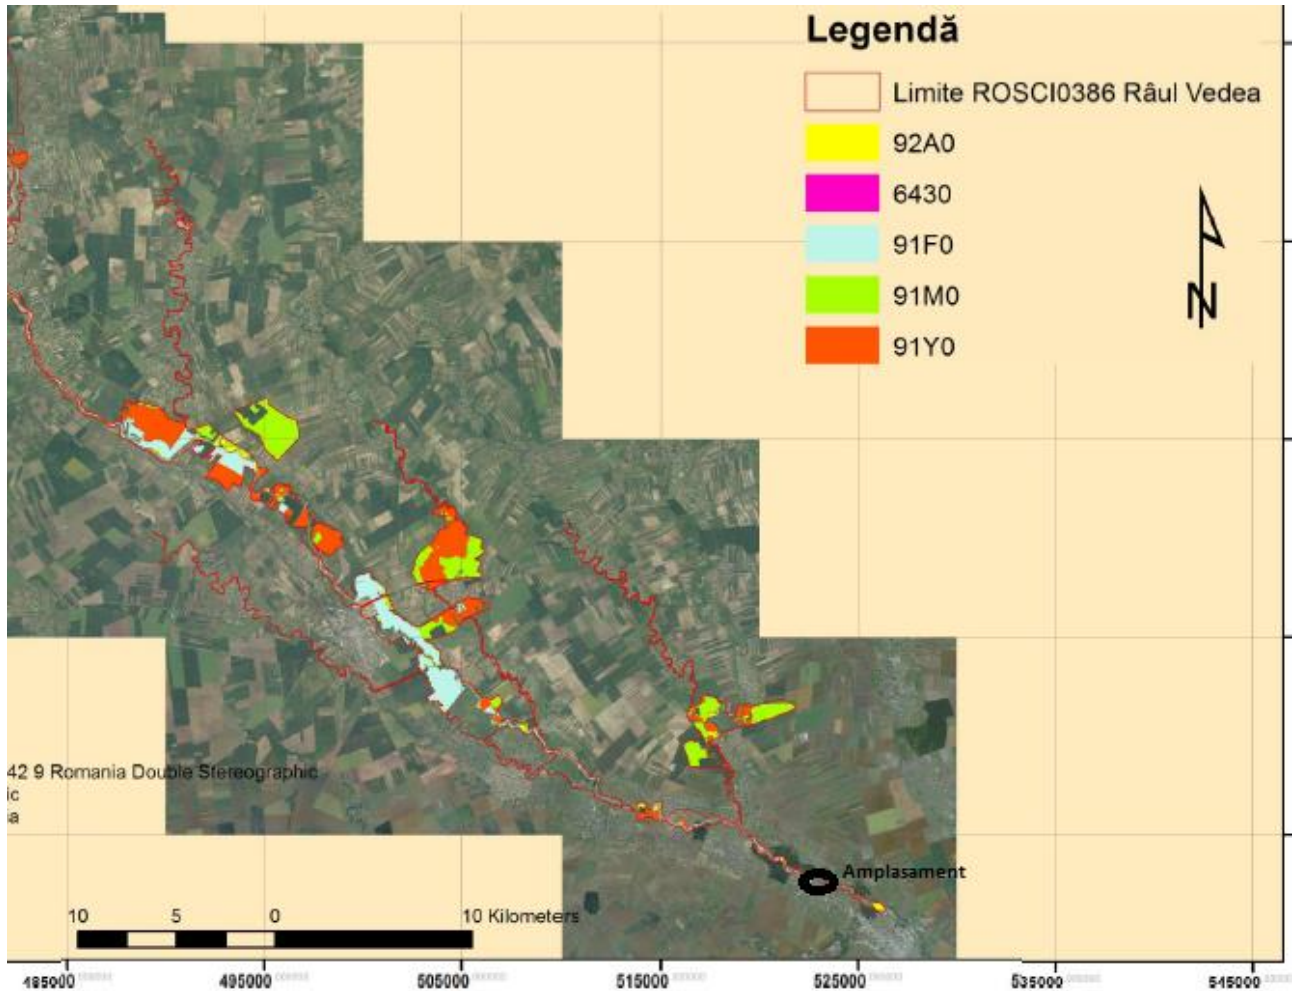 Legendă
Limite ROSCI0386 Râul Vedea
92A0
6430
91F0
91M0
91Y0
N
42 9 Romania Double Stereographic
ic
a
Amplasament
10 5 0 10 Kilometers
485000 495000 505000 515000 525000 535000 545000